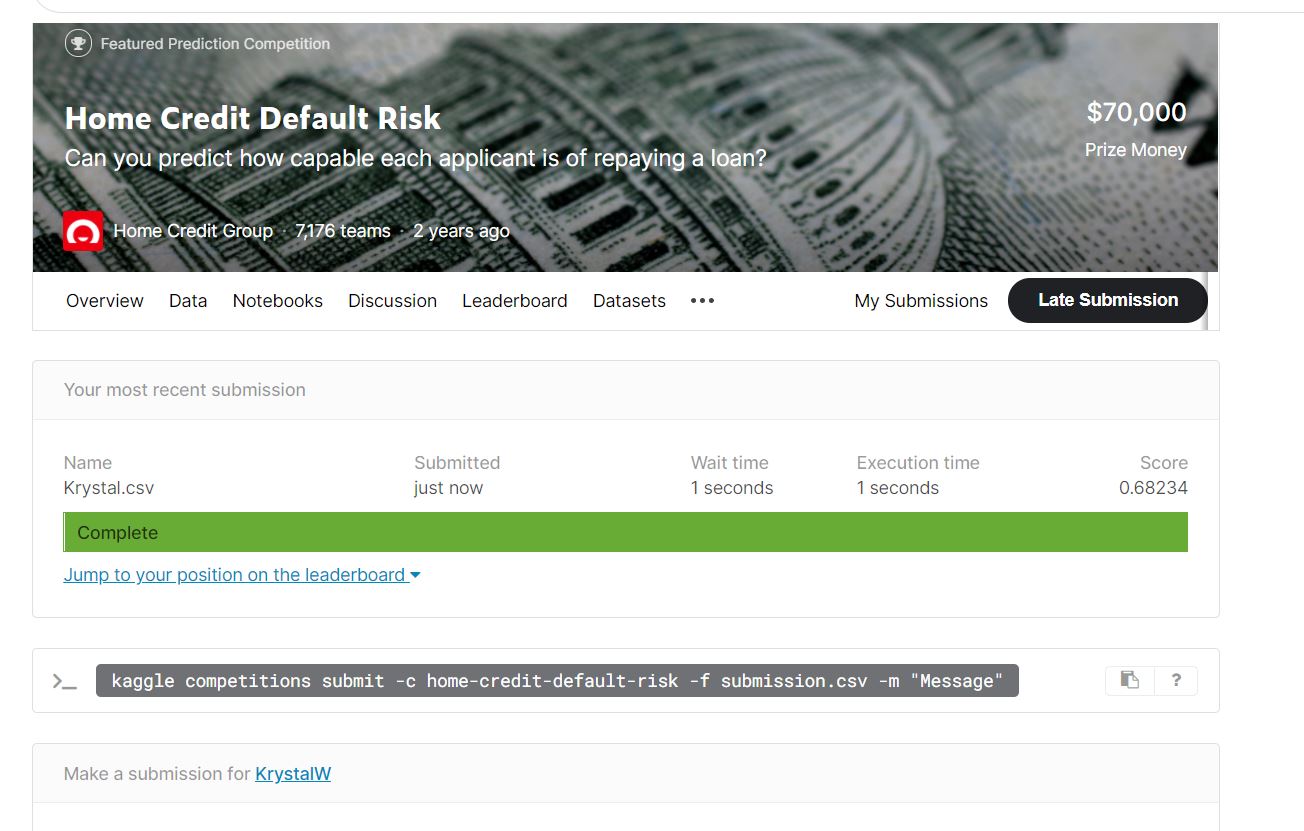 Featured Prediction Competition
Home Credit Default Risk
$70,000
Can you predict how capable each applicant is of repaying a loan?
Prize Money
Home Credit Group · 7,176 teams · 2 years ago
Overview Data Notebooks Discussion Leaderboard Datasets ••• My Submissions Late Submission
Your most recent submission
Name Submitted Wait time Execution time Score
Krystal.csv just now 1 seconds 1 seconds 0.68234
Complete
Jump to your position on the leaderboard
>_ kaggle competitions submit -c home-credit-default-risk -f submission.csv -m "Message" ?
Make a submission for KrystalW